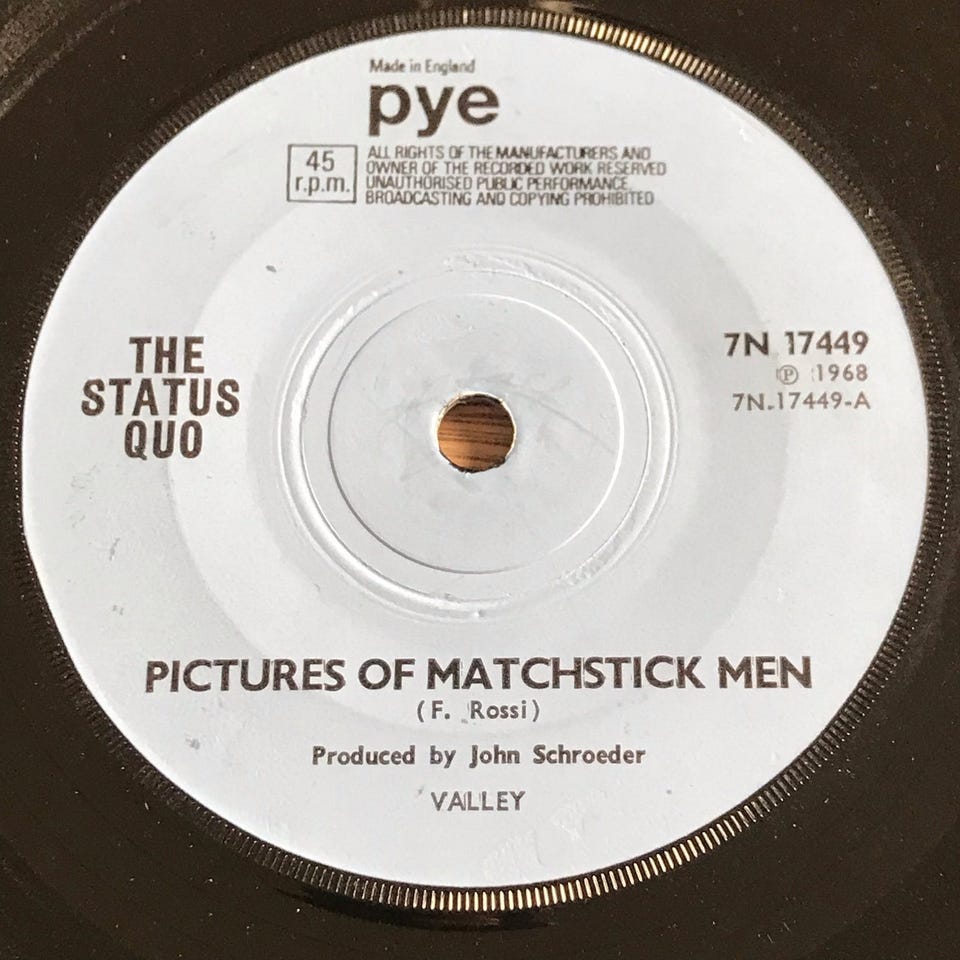 Made in England
pye
45
r.p.m.
ALL RIGHTS OF THE MANUFACTURERS AND
OWNER OF THE RECORDED WORK RESERVED
UNAUTHORISED PUBLIC PERFORMANCE
BROADCASTING AND COPYING PROHIBITED
THE
STATUS
QUO
7N 17449
℗ 1968
7N.17449-A
PICTURES OF MATCHSTICK MEN
(F. Rossi)
Produced by John Schroeder
VALLEY